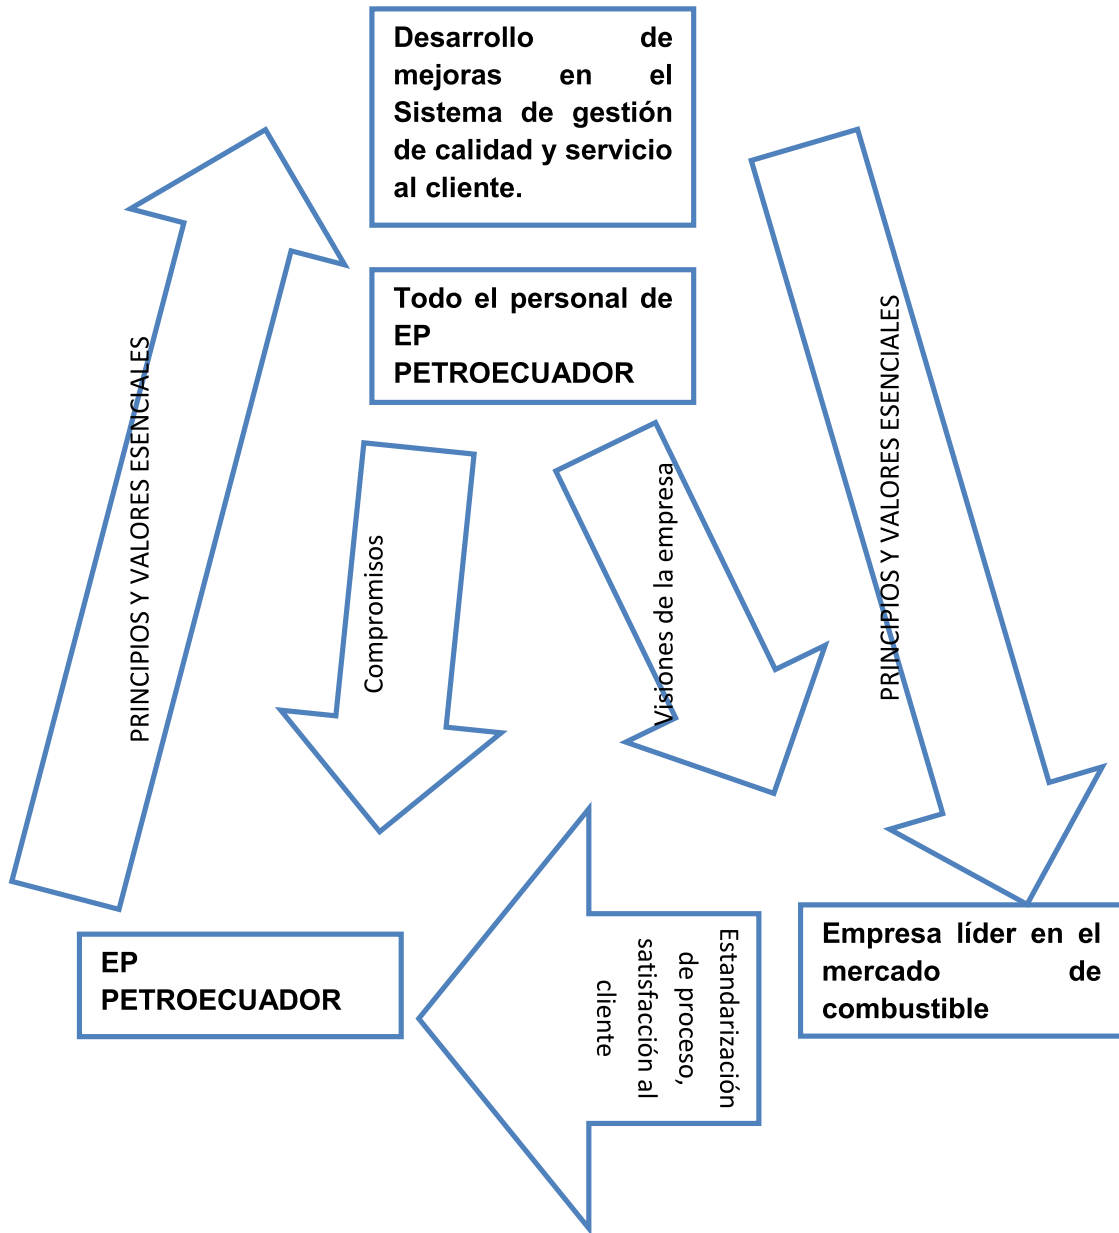 Desarrollo de
mejoras en el
Sistema de gestión
de calidad y servicio
al cliente.
Todo el personal de
EP
PETROECUADOR
PRINCIPIOS Y VALORES ESENCIALES
Compromisos
Visiones de la empresa
PRINCIPIOS Y VALORES ESENCIALES
EP
PETROECUADOR
Estandarización
de proceso,
satisfacción al
cliente
Empresa líder en el
mercado de
combustible